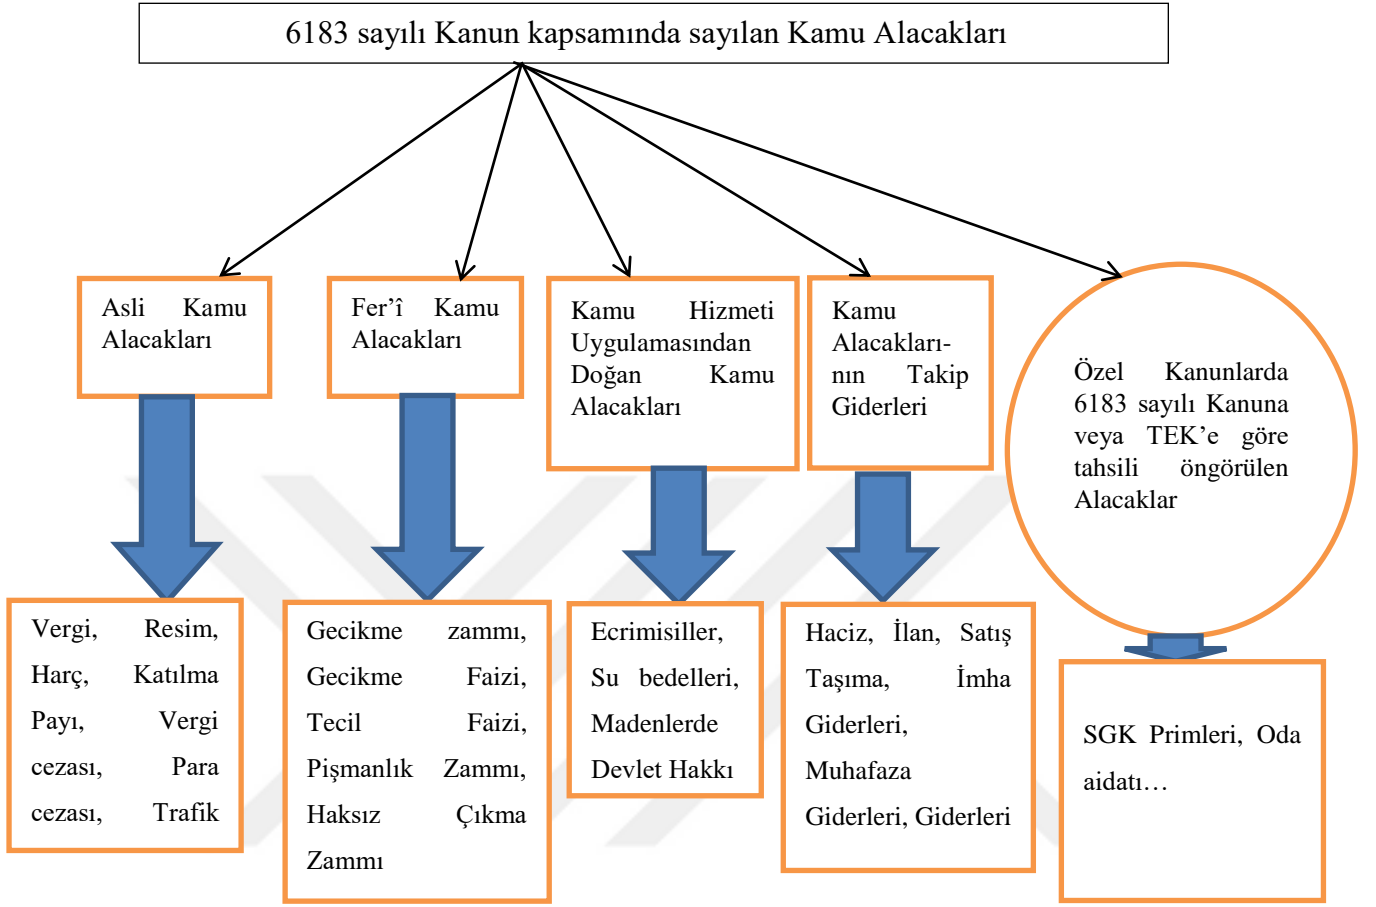 6183 sayılı Kanun kapsamında sayılan Kamu Alacakları
Asli Kamu
Alacakları
Fer’î Kamu
Alacakları
Kamu Hizmeti
Uygulamasından
Doğan Kamu
Alacakları
Kamu
Alacakları-
nın Takip
Giderleri
Özel Kanunlarda
6183 sayılı Kanuna
veya TEK’e göre
tahsili öngörülen
Alacaklar
Vergi, Resim,
Harç, Katılma
Payı, Vergi
cezası, Para
cezası, Trafik
Gecikme zammı,
Gecikme Faizi,
Tecil Faizi,
Pişmanlık Zammı,
Haksız Çıkma
Zammı
Ecrimisiller,
Su bedelleri,
Madenlerde
Devlet Hakkı
Haciz, İlan, Satış
Taşıma, İmha
Giderleri,
Muhafaza
Giderleri, Giderleri
SGK Primleri, Oda
aidatı…